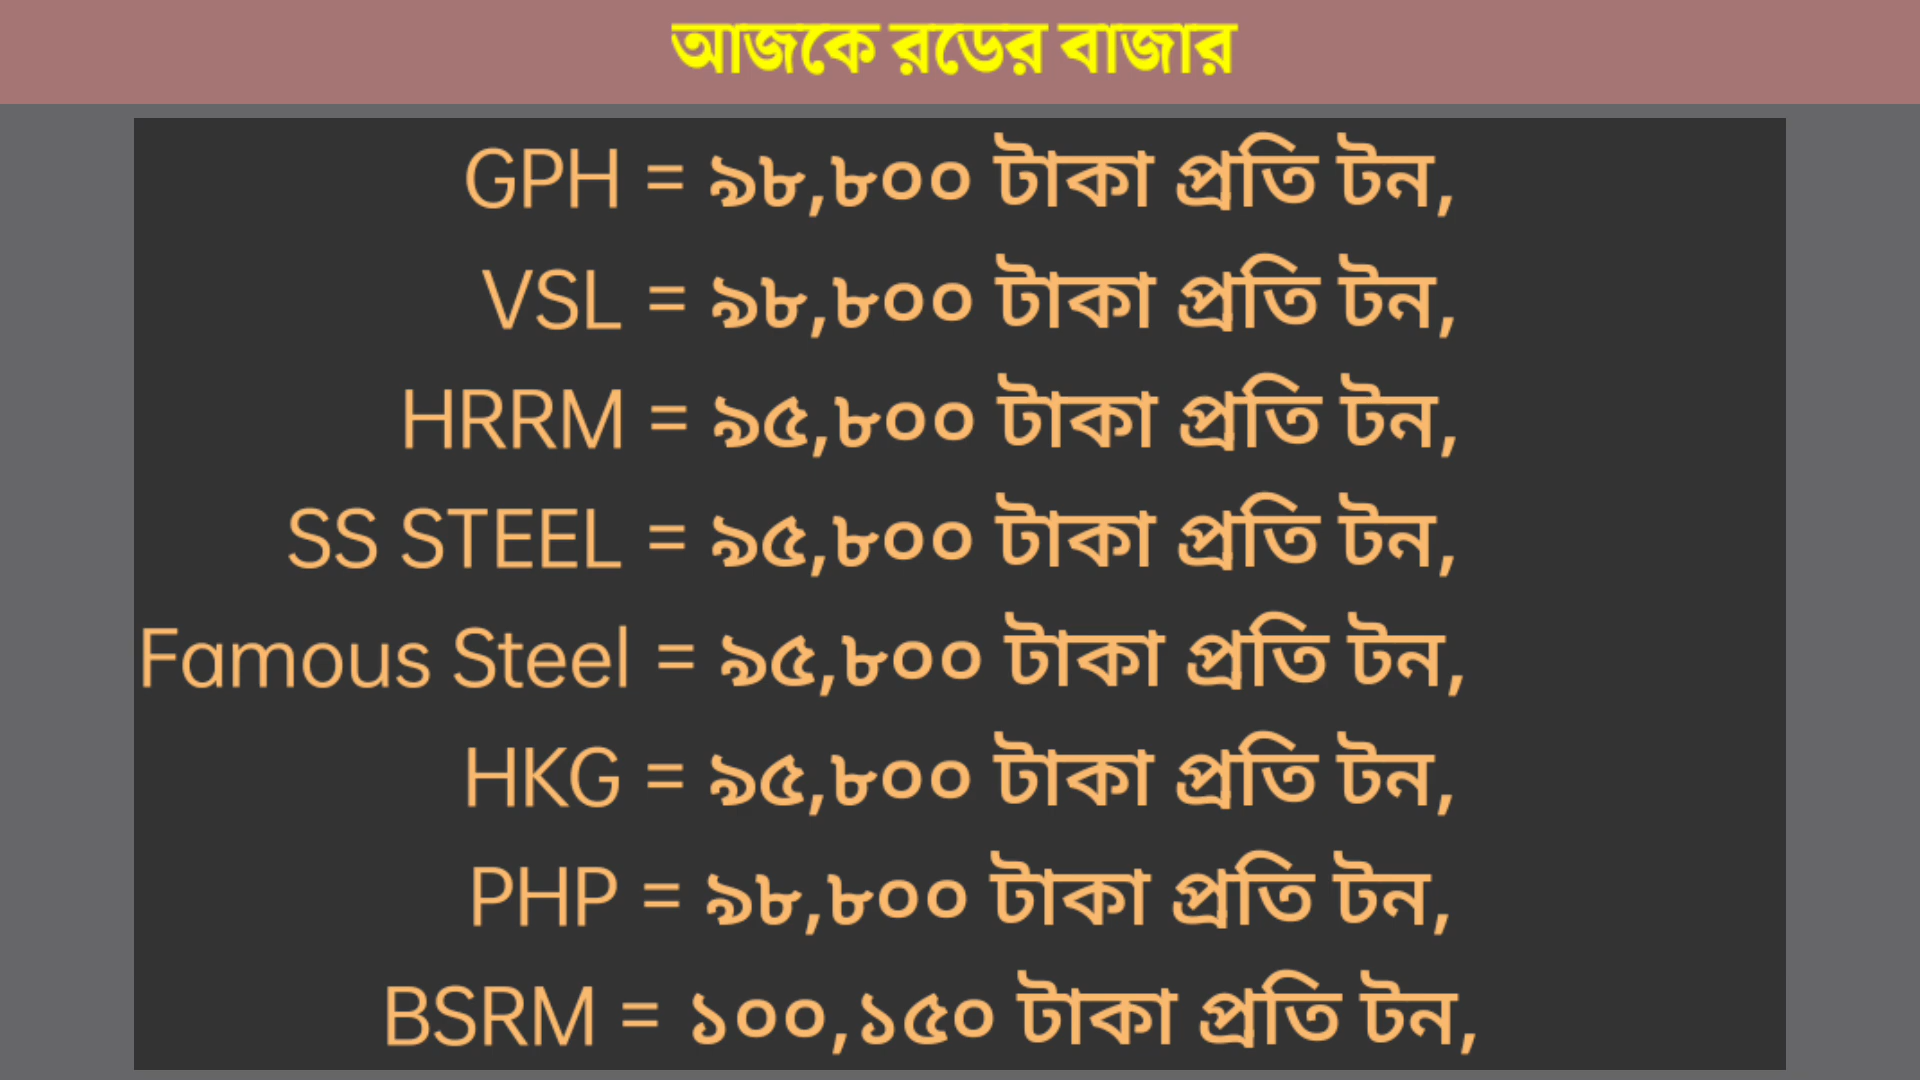 আজকে রডের বাজার
GPH = ৯৮,৮০০ টাকা প্রতি টন,
VSL = ৯৮,৮০০ টাকা প্রতি টন,
HRRM = ৯৫,৮০০ টাকা প্রতি টন,
SS STEEL = ৯৫,৮০০ টাকা প্রতি টন,
Famous Steel = ৯৫,৮০০ টাকা প্রতি টন,
HKG = ৯৫,৮০০ টাকা প্রতি টন,
PHP = ৯৮,৮০০ টাকা প্রতি টন,
BSRM = ১০০,১৫০ টাকা প্রতি টন,